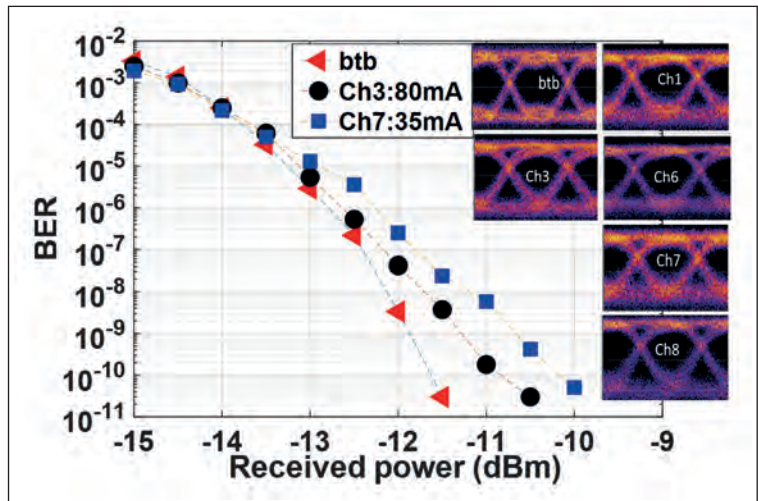 10⁻²
10⁻³
10⁻⁴
10⁻⁵
10⁻⁶
10⁻⁷
10⁻⁸
10⁻⁹
10⁻¹⁰
10⁻¹¹
BER
btb
Ch3:80mA
Ch7:35mA
btb
Ch1
Ch3
Ch6
Ch7
Ch8
-15 -14 -13 -12 -11 -10 -9
Received power (dBm)